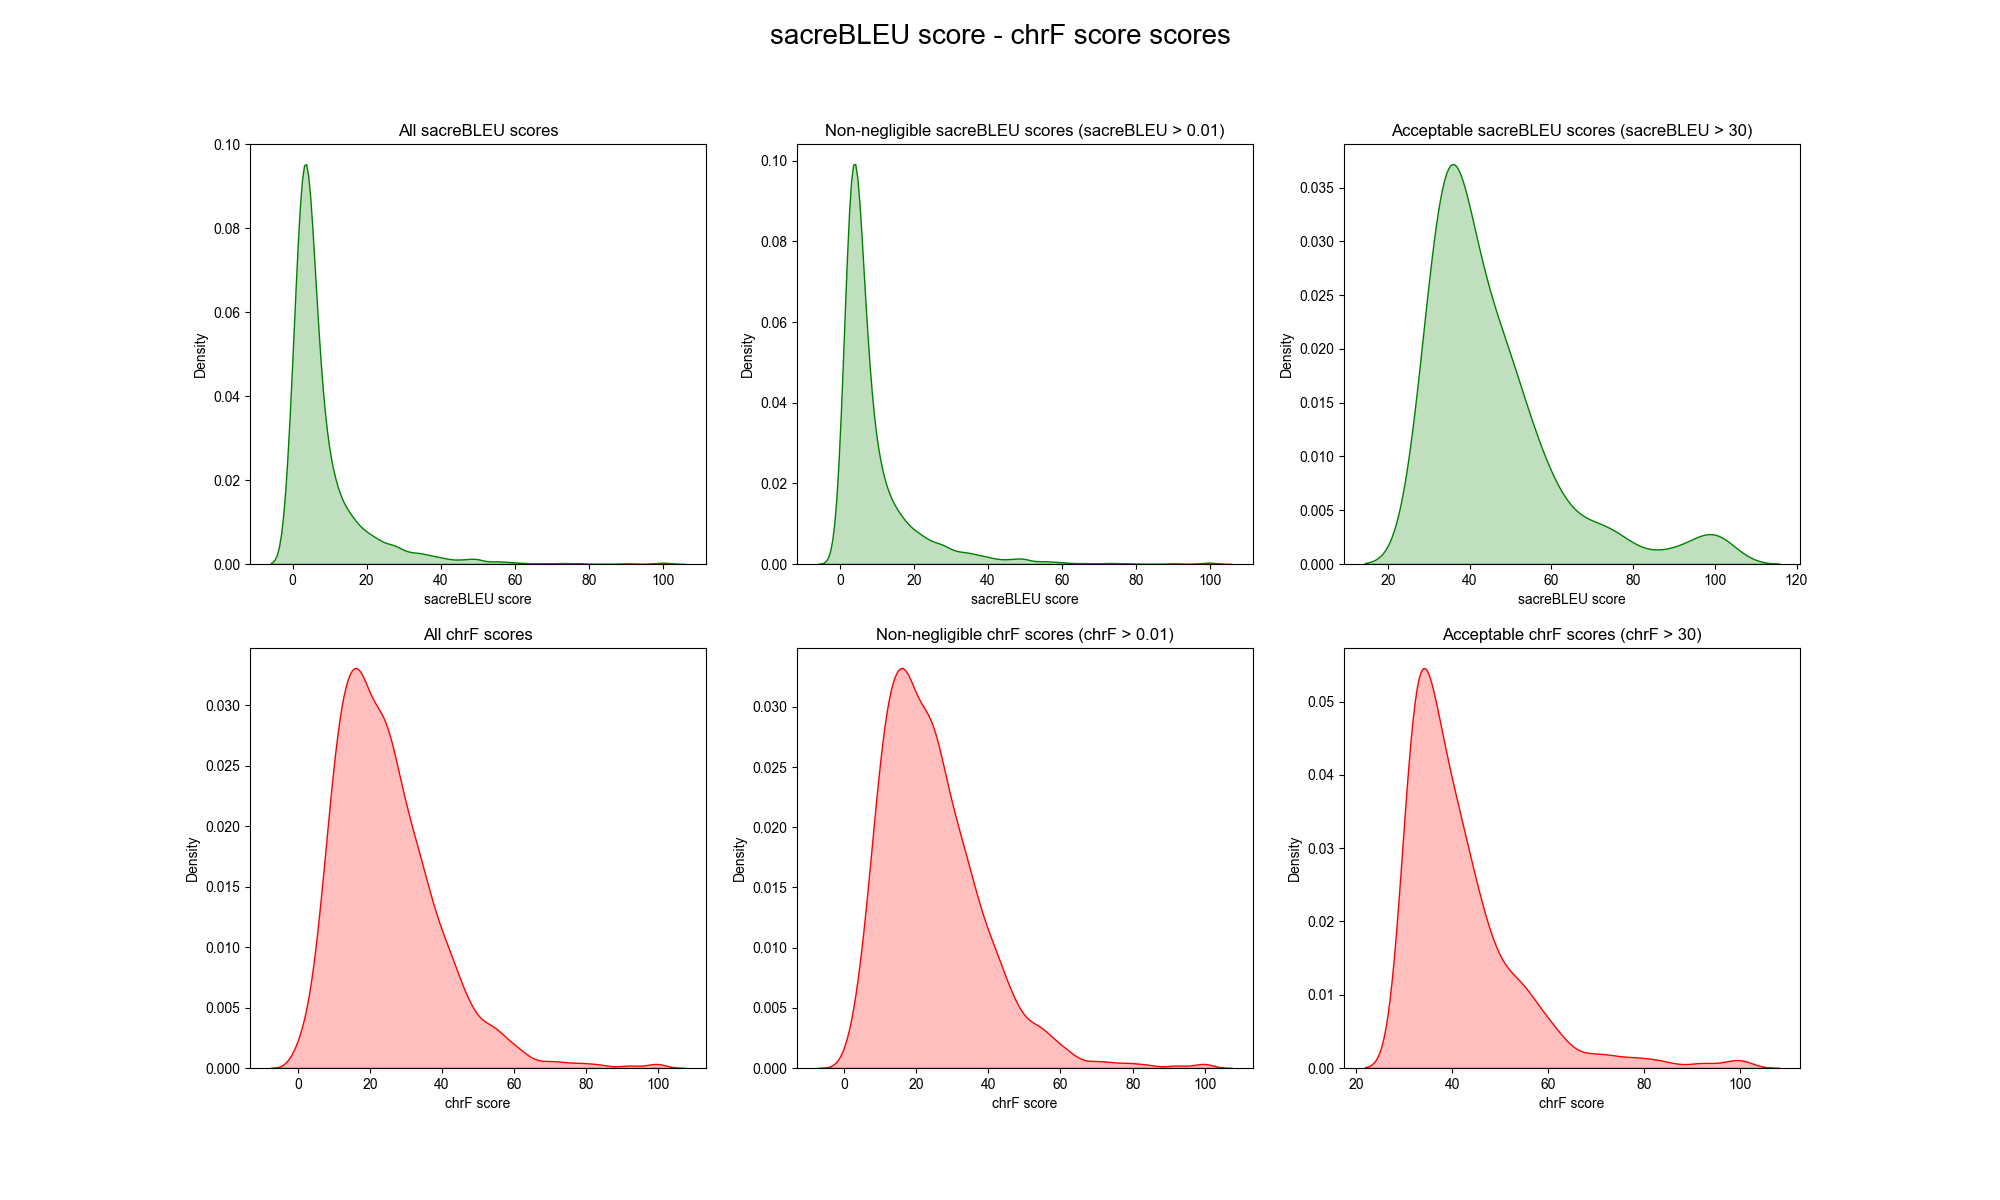 sacreBLEU score - chrF score scores
All sacreBLEU scores
0.10
0.08
0.06
0.04
0.02
0.00
Density
0 20 40 60 80 100
sacreBLEU score
Non-negligible sacreBLEU scores (sacreBLEU > 0.01)
0.10
0.08
0.06
0.04
0.02
0.00
Density
0 20 40 60 80 100
sacreBLEU score
Acceptable sacreBLEU scores (sacreBLEU > 30)
0.035
0.030
0.025
0.020
0.015
0.010
0.005
0.000
Density
20 40 60 80 100 120
sacreBLEU score
All chrF scores
0.030
0.025
0.020
0.015
0.010
0.005
0.000
Density
0 20 40 60 80 100
chrF score
Non-negligible chrF scores (chrF > 0.01)
0.030
0.025
0.020
0.015
0.010
0.005
0.000
Density
0 20 40 60 80 100
chrF score
Acceptable chrF scores (chrF > 30)
0.05
0.04
0.03
0.02
0.01
0.00
Density
20 40 60 80 100
chrF score